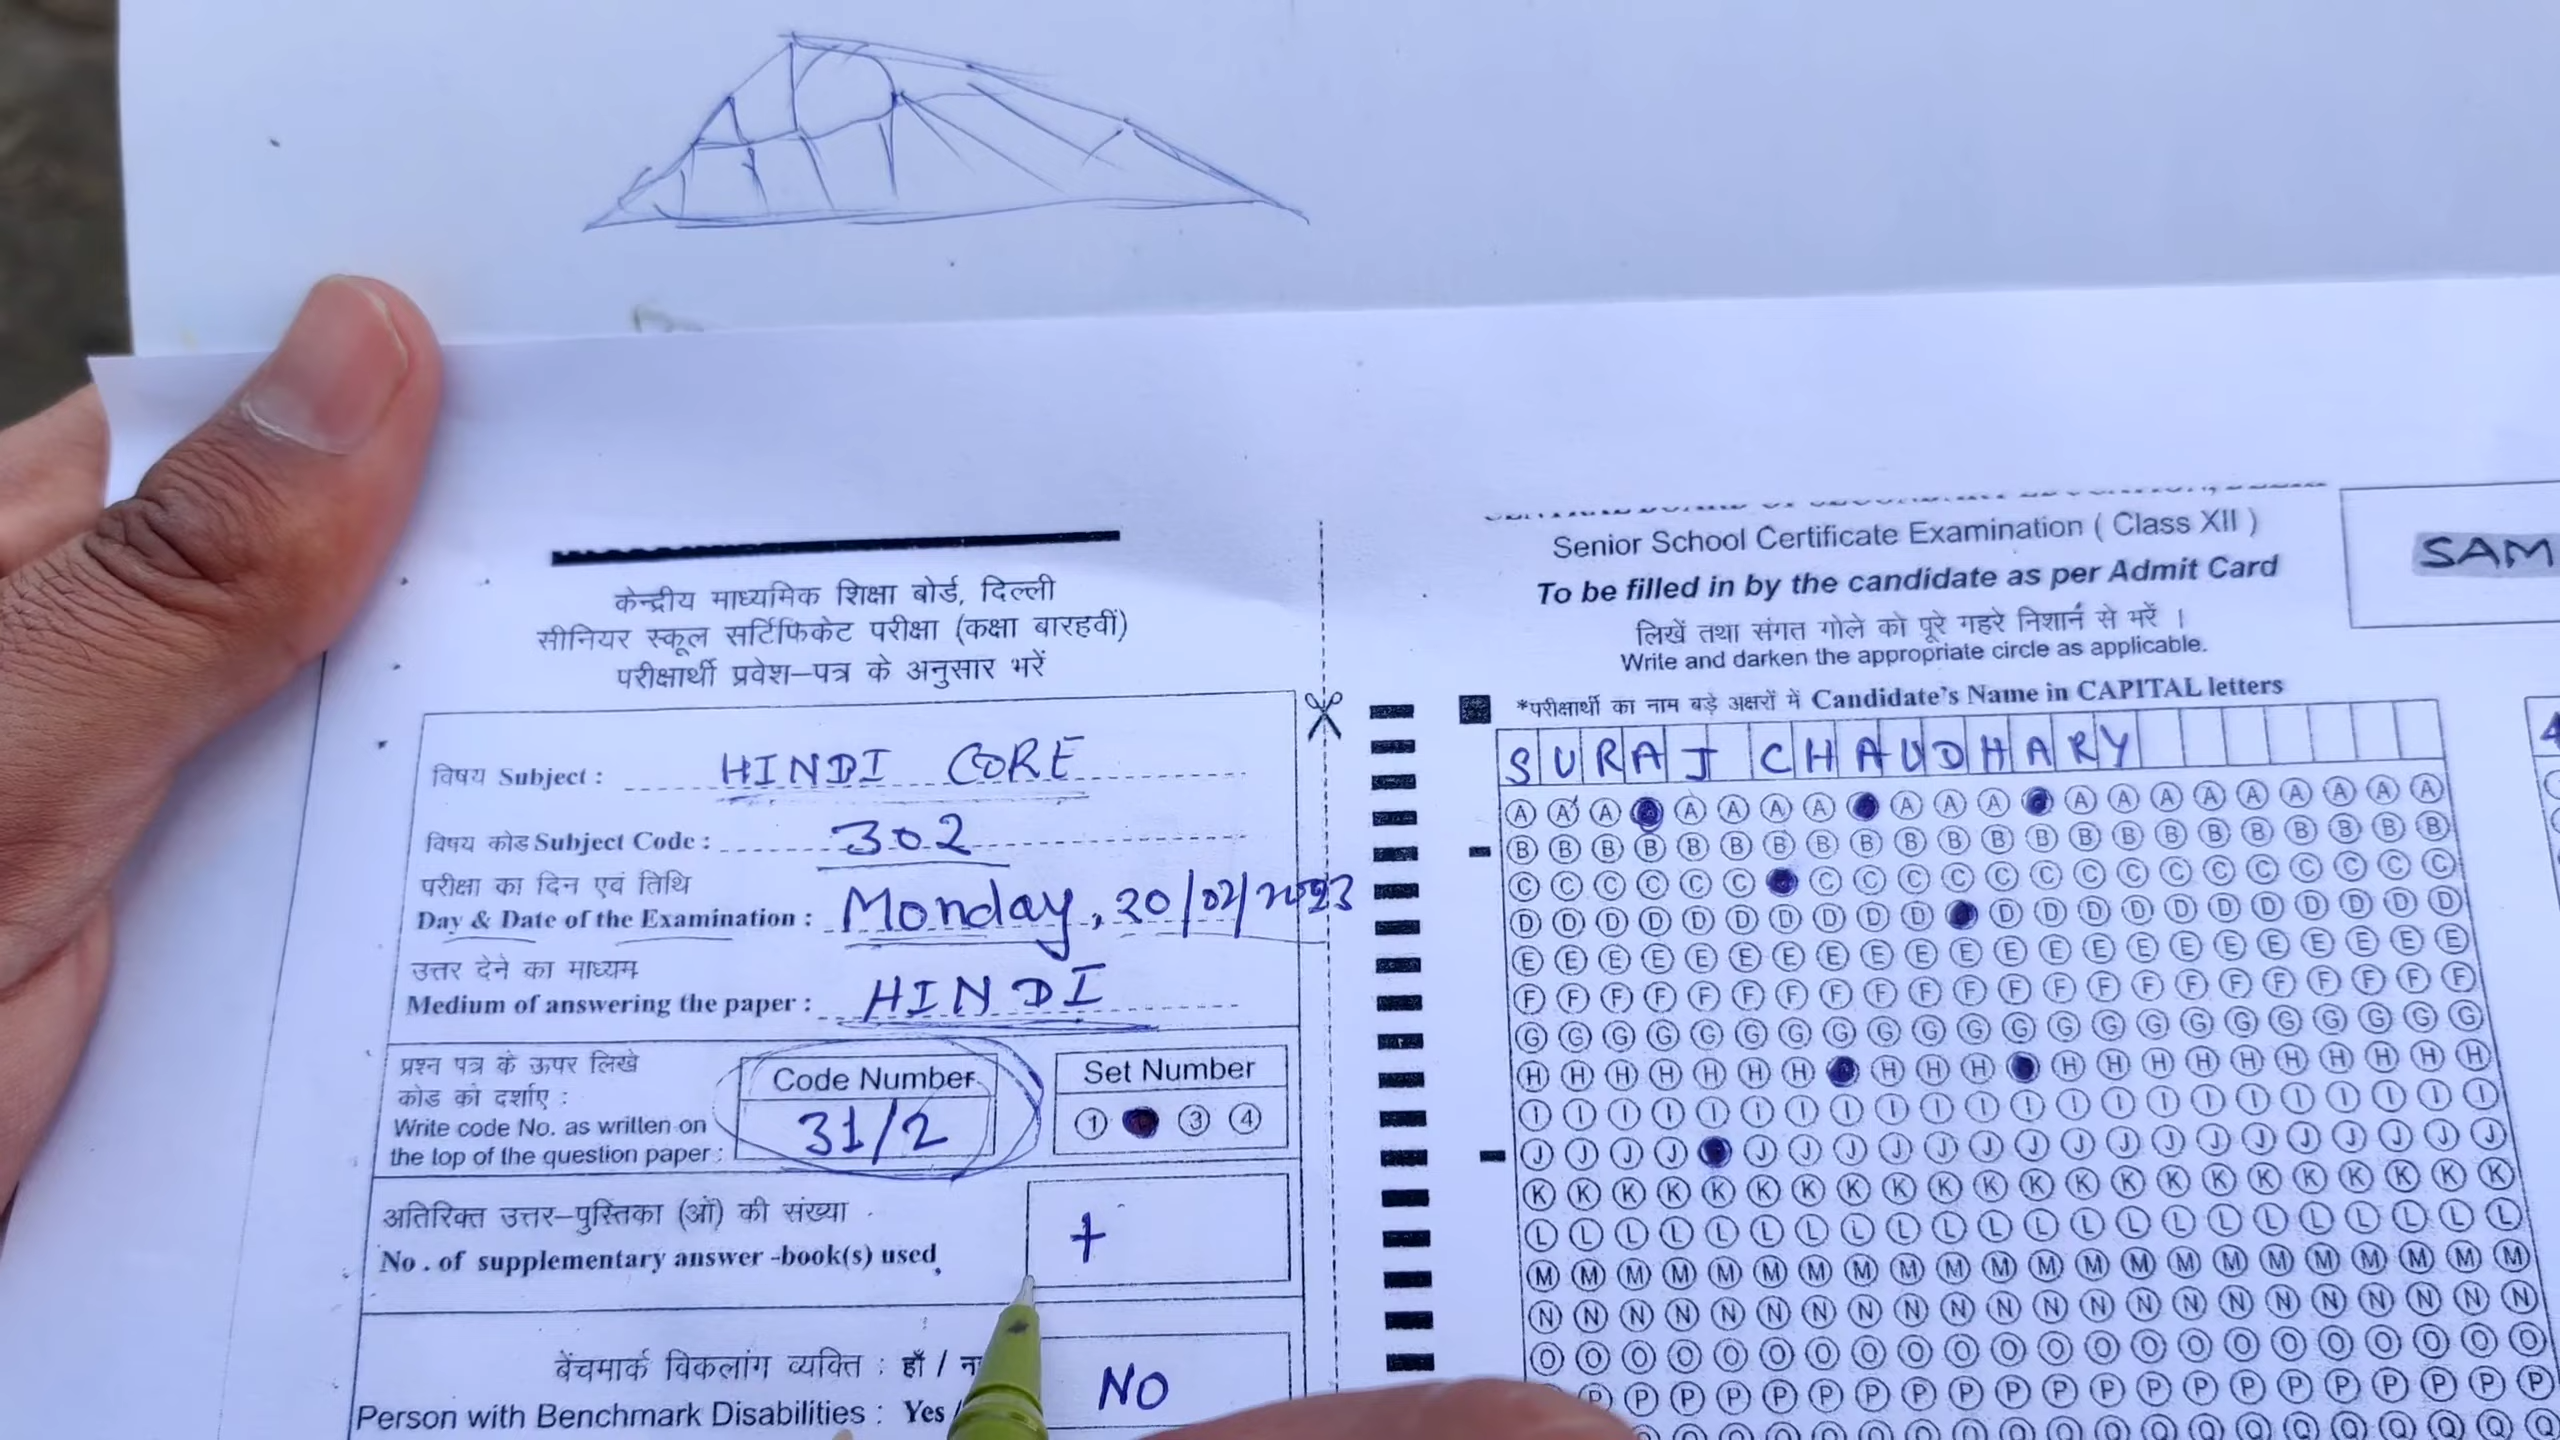 केन्द्रीय माध्यमिक शिक्षा बोर्ड, दिल्ली
सीनियर स्कूल सर्टिफिकेट परीक्षा (कक्षा बारहवीं)
परीक्षार्थी प्रवेश-पत्र के अनुसार भरें
विषय Subject : HINDI CORE
विषय कोड Subject Code : 302
परीक्षा का दिन एवं तिथि
Day & Date of the Examination : Monday, 20/02/2023
उत्तर देने का माध्यम
Medium of answering the paper : HINDI
प्रश्न पत्र के ऊपर लिखे
कोड को दर्शाए :
Write code No. as written on
the top of the question paper :
Code Number
31/2
Set Number
1 3 4
अतिरिक्त उत्तर-पुस्तिका (ओं) की संख्या
No. of supplementary answer -book(s) used
+
बेंचमार्क विकलांग व्यक्ति : हाँ /
Person with Benchmark Disabilities : Yes /
NO
Senior School Certificate Examination ( Class XII )
To be filled in by the candidate as per Admit Card
लिखें तथा संगत गोले को पूरे गहरे निशान से भरें ।
Write and darken the appropriate circle as applicable.
SAM
*परीक्षार्थी का नाम बड़े अक्षरों में Candidate's Name in CAPITAL letters
SURAJ CHAUDHARY
A A A A A A A A A A A A A A A A A A A
B B B B B B B B B B B B B B B B B B B B B B
C C C C C C C C C C C C C C C C C C C C C
D D D D D D D D D D D D D D D D D D D D D
E E E E E E E E E E E E E E E E E E E E E E
F F F F F F F F F F F F F F F F F F F F F F
G G G G G G G G G G G G G G G G G G G G G G
H H H H H H H H H H H H H H H H H H H H
I I I I I I I I I I I I I I I I I I I I I I
J J J J J J J J J J J J J J J J J J J J J
K K K K K K K K K K K K K K K K K K K K K K
L L L L L L L L L L L L L L L L L L L L L L
M M M M M M M M M M M M M M M M M M M M M M
N N N N N N N N N N N N N N N N N N N N N N
O O O O O O O O O O O O O O O O O O O O O O
P P P P P P P P P P P P P P P P P P P P P